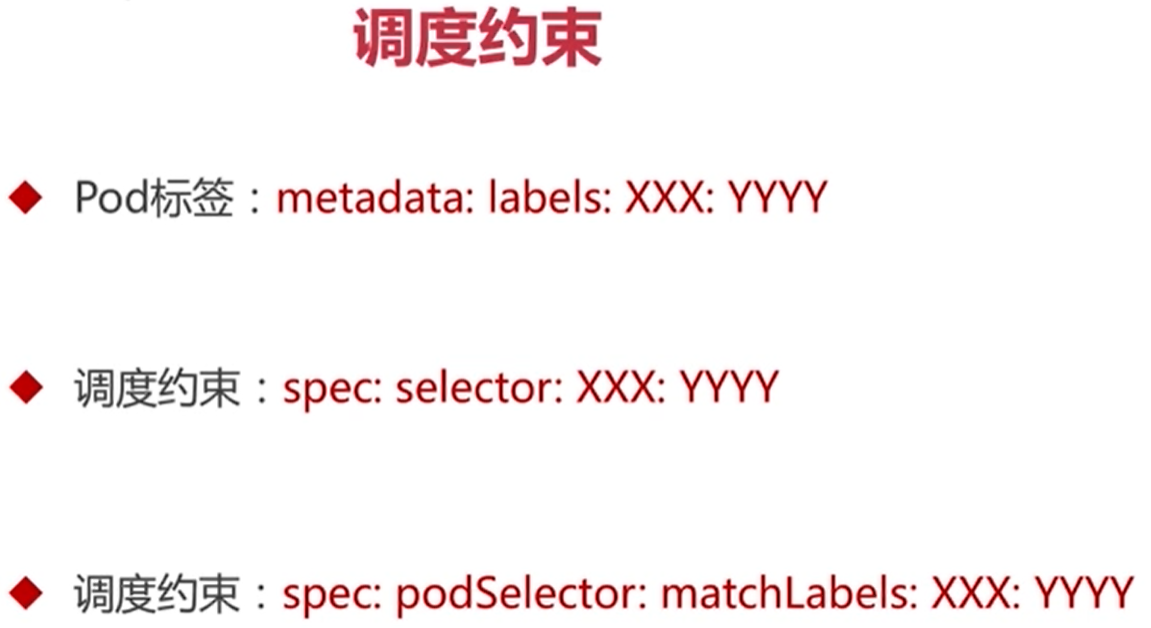 调度约束
Pod标签：metadata: labels: XXX: YYYY
调度约束：spec: selector: XXX: YYYY
调度约束：spec: podSelector: matchLabels: XXX: YYYY